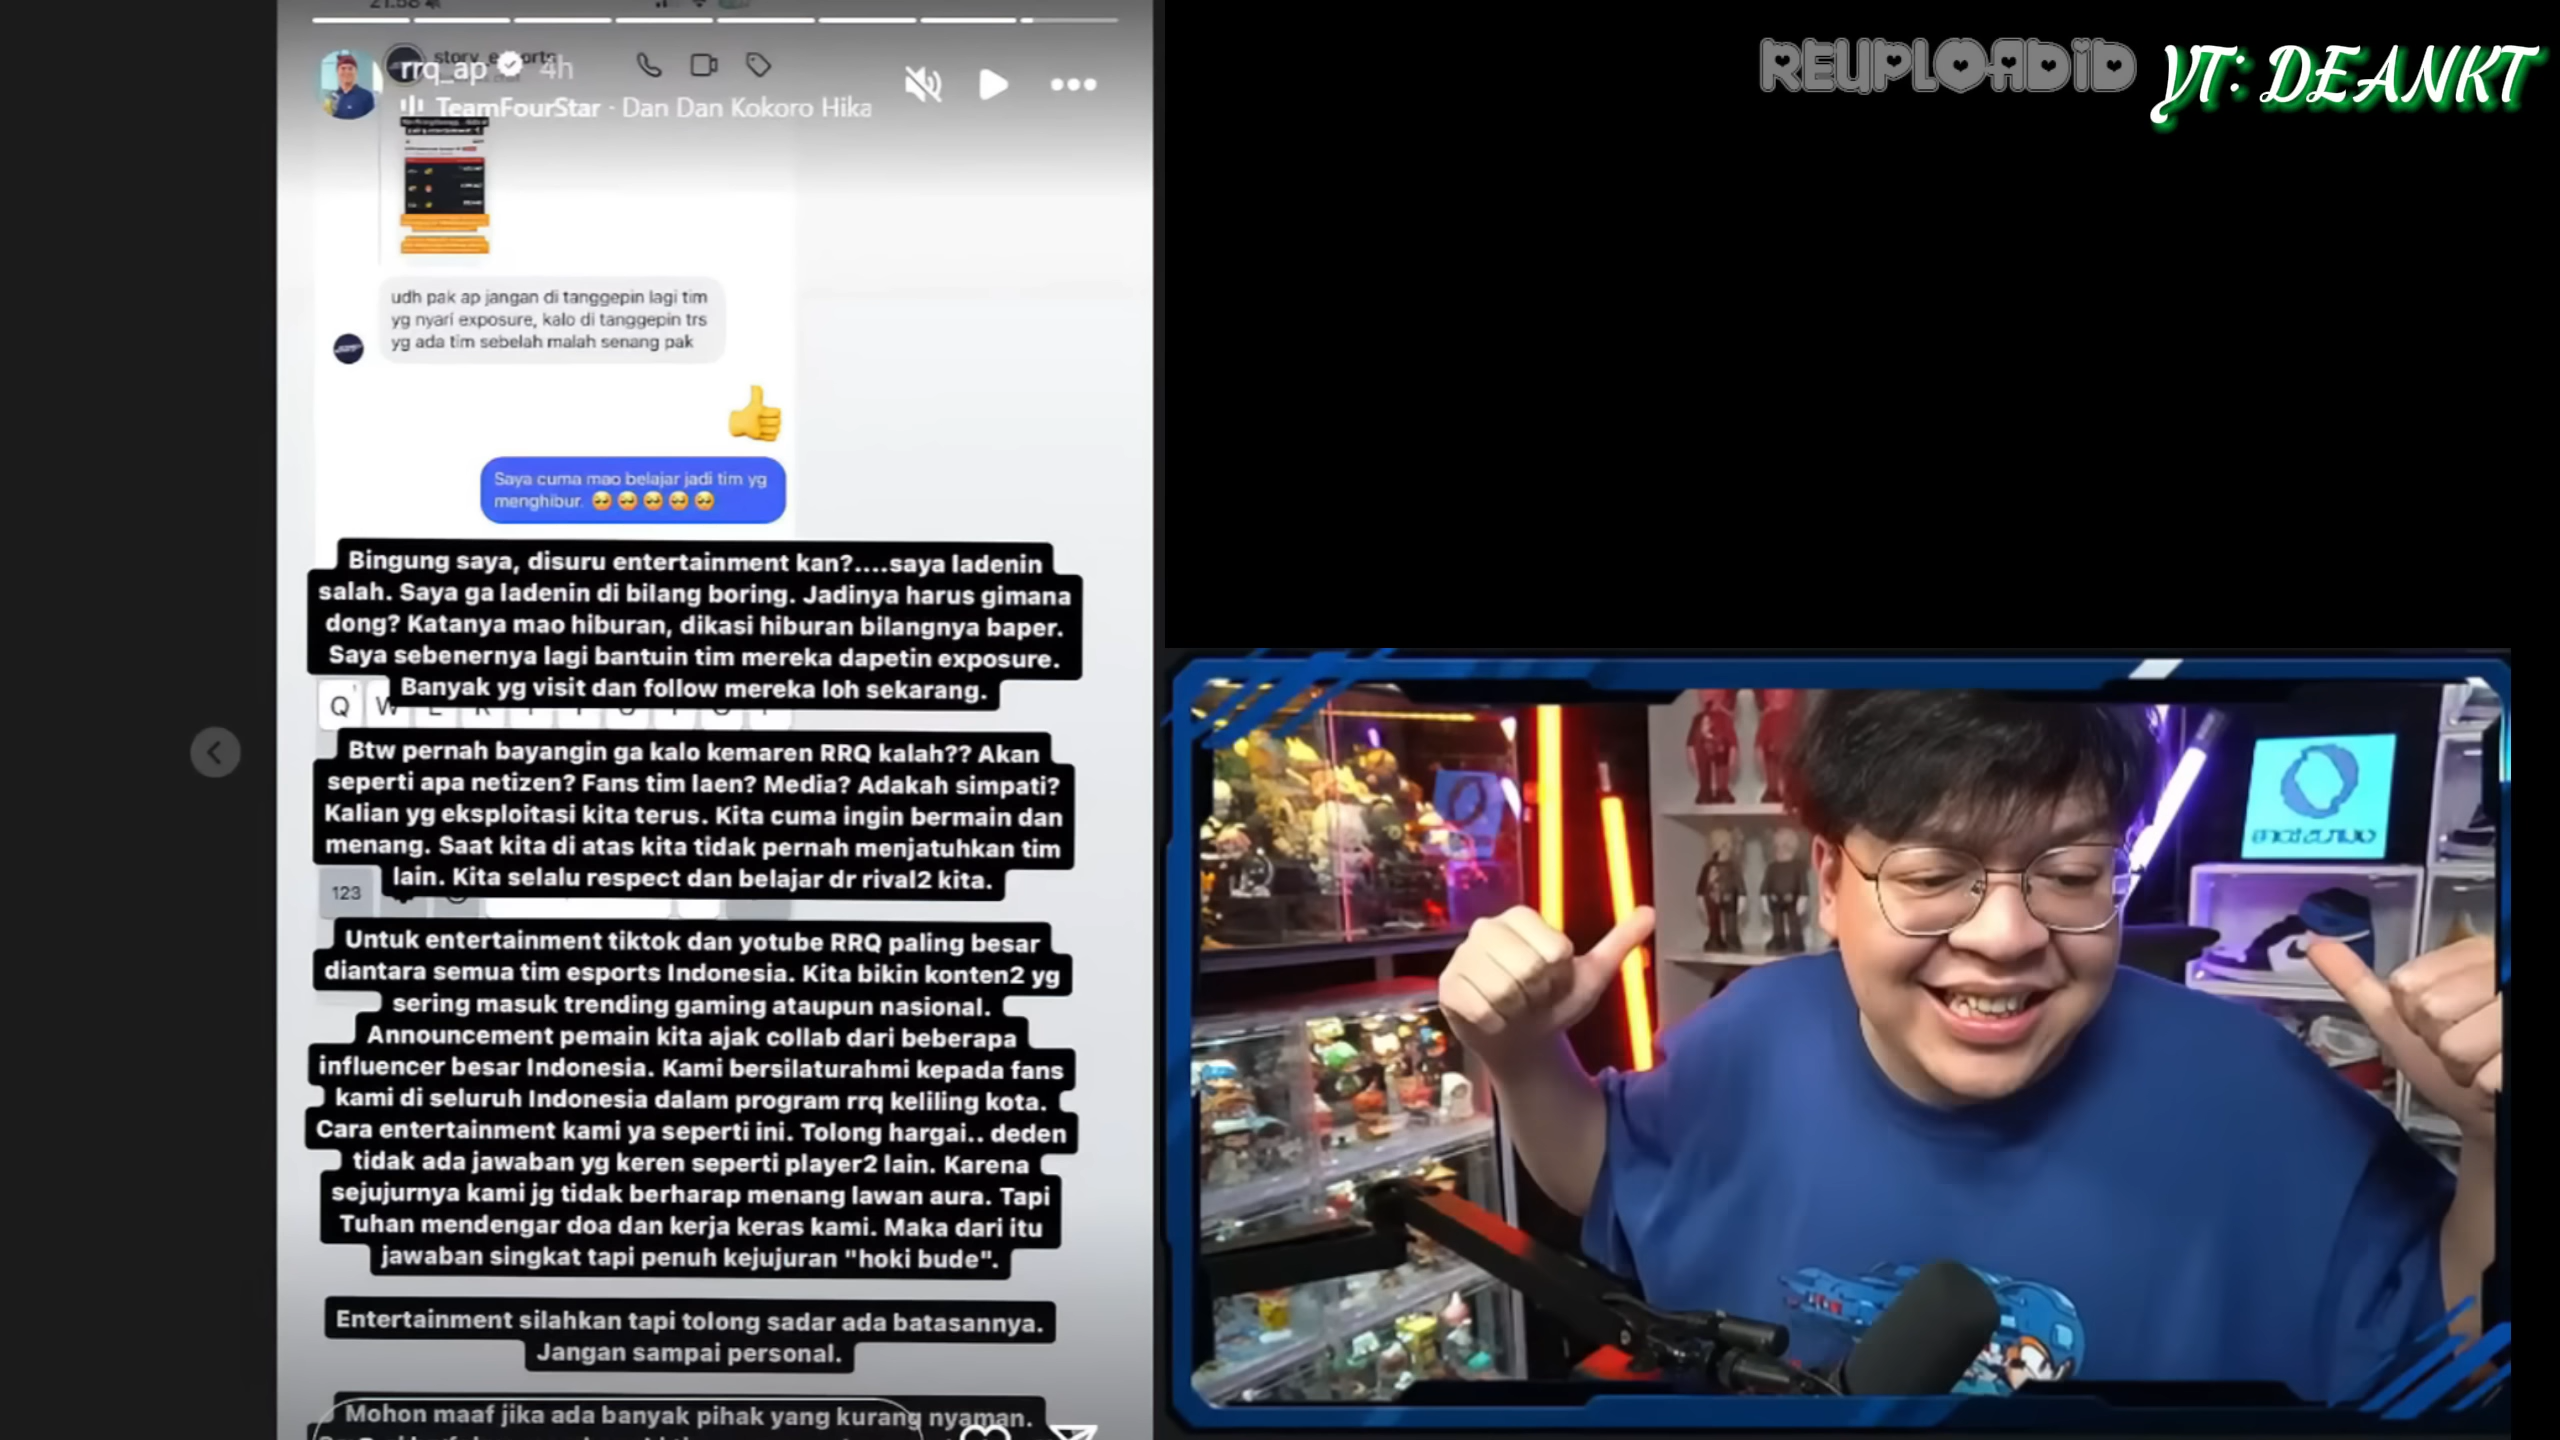 21.58
story_esports
rrq_ap 4h
TeamFourStar · Dan Dan Kokoro Hika
REUPLOADID
YT: DEANKT
udh pak ap jangan di tanggepin lagi tim
yg nyari exposure, kalo di tanggepin trs
yg ada tim sebelah malah senang pak
Saya cuma mao belajar jadi tim yg
menghibur.
Bingung saya, disuru entertainment kan?....saya ladenin
salah. Saya ga ladenin di bilang boring. Jadinya harus gimana
dong? Katanya mao hiburan, dikasi hiburan bilangnya baper.
Saya sebenernya lagi bantuin tim mereka dapetin exposure.
Banyak yg visit dan follow mereka loh sekarang.
Q W
Btw pernah bayangin ga kalo kemaren RRQ kalah?? Akan
seperti apa netizen? Fans tim laen? Media? Adakah simpati?
Kalian yg eksploitasi kita terus. Kita cuma ingin bermain dan
menang. Saat kita di atas kita tidak pernah menjatuhkan tim
lain. Kita selalu respect dan belajar dr rival2 kita.
123
Untuk entertainment tiktok dan yotube RRQ paling besar
diantara semua tim esports Indonesia. Kita bikin konten2 yg
sering masuk trending gaming ataupun nasional.
Announcement pemain kita ajak collab dari beberapa
influencer besar Indonesia. Kami bersilaturahmi kepada fans
kami di seluruh Indonesia dalam program rrq keliling kota.
Cara entertainment kami ya seperti ini. Tolong hargai.. deden
tidak ada jawaban yg keren seperti player2 lain. Karena
sejujurnya kami jg tidak berharap menang lawan aura. Tapi
Tuhan mendengar doa dan kerja keras kami. Maka dari itu
jawaban singkat tapi penuh kejujuran "hoki bude".
Entertainment silahkan tapi tolong sadar ada batasannya.
Jangan sampai personal.
Mohon maaf jika ada banyak pihak yang kurang nyaman.